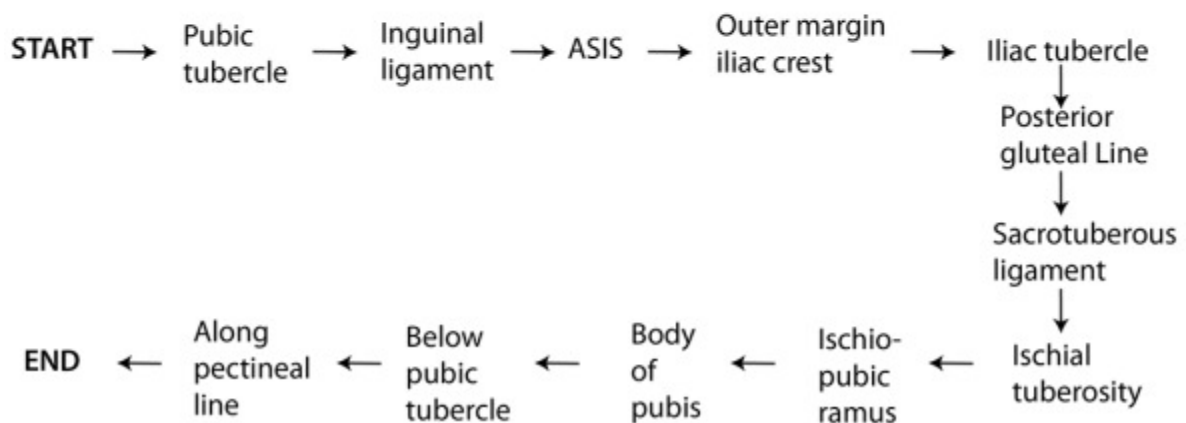 START
Pubic
tubercle
Inguinal
ligament
ASIS
Outer margin
iliac crest
Iliac tubercle
Posterior
gluteal Line
Sacrotuberous
ligament
Ischial
tuberosity
Ischio-
pubic
ramus
Body
of
pubis
Below
pubic
tubercle
Along
pectineal
line
END